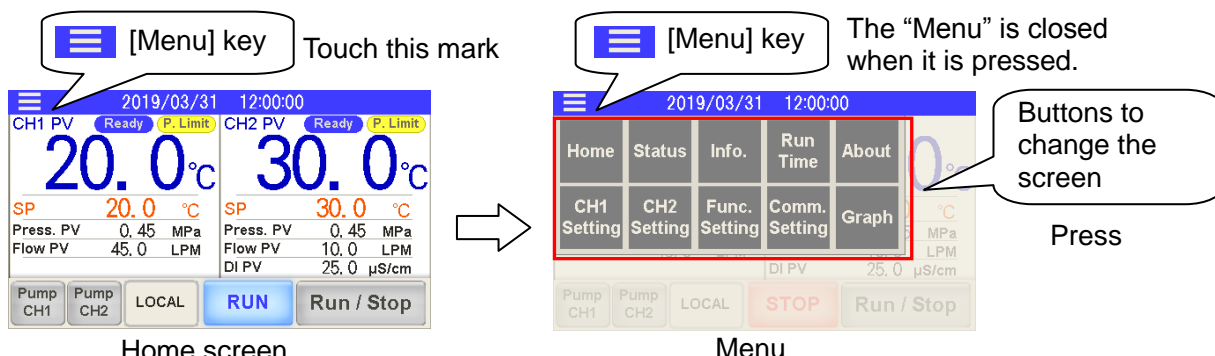 [Menu] key
Touch this mark
2019/03/31 12:00:00
CH1 PV Ready P. Limit
20.0 °C
SP 20.0 °C
Press. PV 0.45 MPa
Flow PV 45.0 LPM
CH2 PV Ready P. Limit
30.0 °C
SP 30.0 °C
Press. PV 0.45 MPa
Flow PV 10.0 LPM
DI PV 25.0 µS/cm
Pump CH1
Pump CH2
LOCAL
RUN
Run / Stop
Home screen
[Menu] key
The “Menu” is closed
when it is pressed.
2019/03/31 12:00:00
Home
Status
Info.
Run
Time
About
CH1
Setting
CH2
Setting
Func.
Setting
Comm.
Setting
Graph
0 °C
°C
MPa
LPM
DI PV 25.0 µS/cm
Pump CH1
Pump CH2
LOCAL
STOP
Run / Stop
Buttons to
change the
screen
Press
Menu